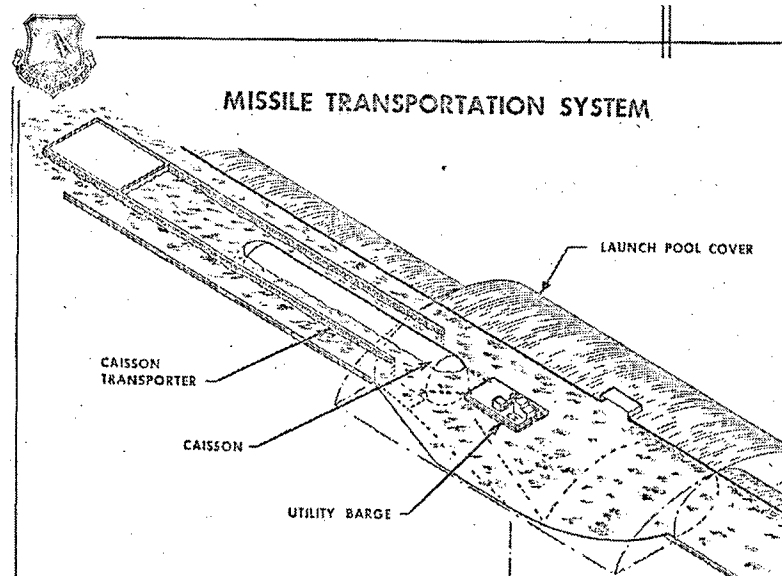 MISSILE TRANSPORTATION SYSTEM
LAUNCH POOL COVER
CAISSON
TRANSPORTER
CAISSON
UTILITY BARGE